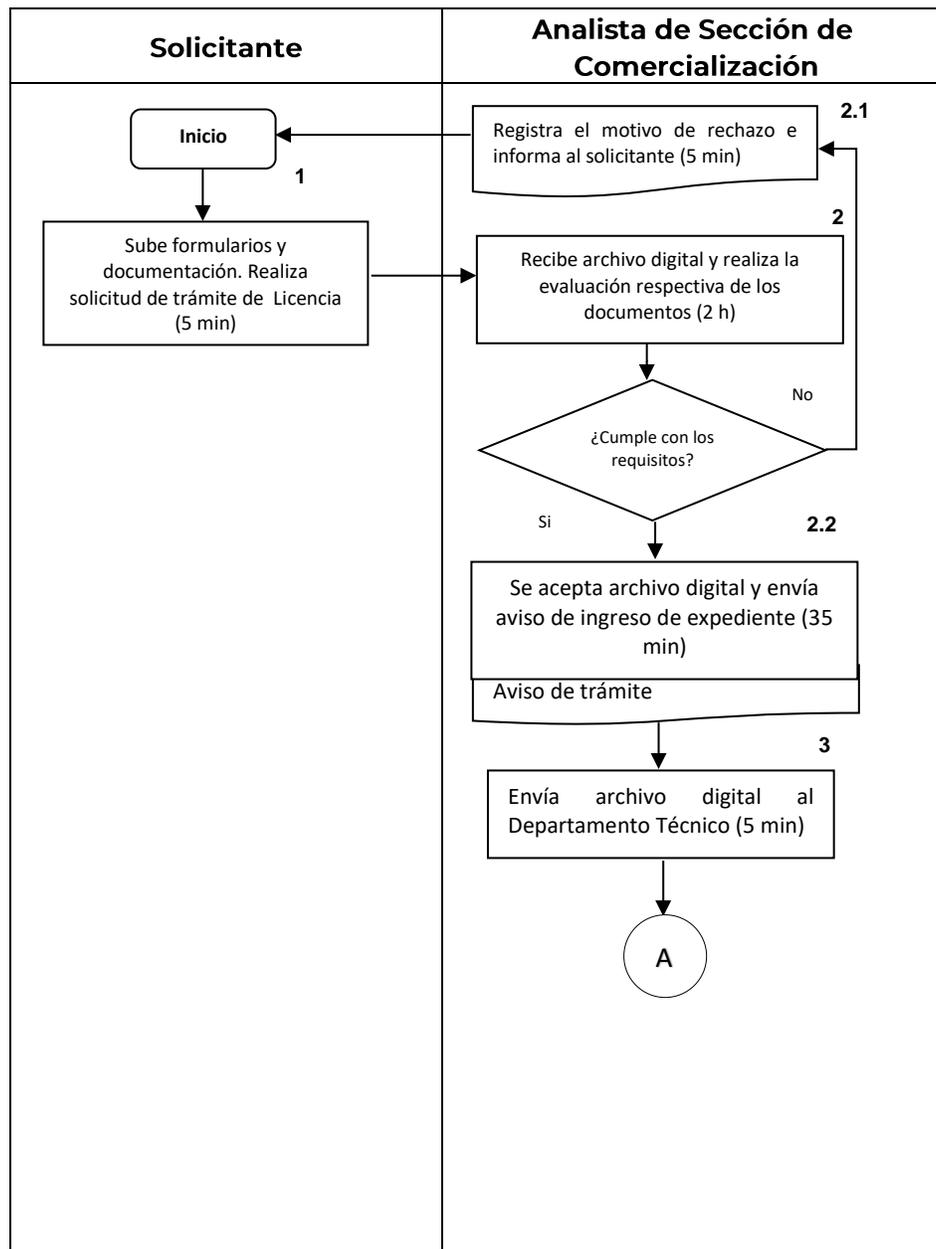 Solicitante
Analista de Sección de
Comercialización
Inicio
2.1
Registra el motivo de rechazo e
informa al solicitante (5 min)
1
Sube formularios y
documentación. Realiza
solicitud de trámite de Licencia
(5 min)
2
Recibe archivo digital y realiza la
evaluación respectiva de los
documentos (2 h)
No
¿Cumple con los
requisitos?
Si
2.2
Se acepta archivo digital y envía
aviso de ingreso de expediente (35
min)
Aviso de trámite
3
Envía archivo digital al
Departamento Técnico (5 min)
A